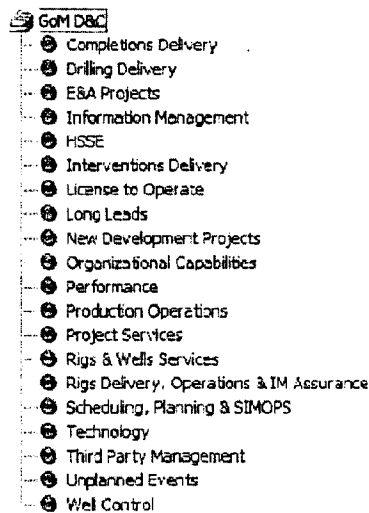 GoM D&C
Completions Delivery
Drilling Delivery
E&A Projects
Information Management
HSSE
Interventions Delivery
License to Operate
Long Leads
New Development Projects
Organizational Capabilities
Performance
Production Operations
Project Services
Rigs & Wells Services
Rigs Delivery, Operations & IM Assurance
Scheduling, Planning & SIMOPS
Technology
Third Party Management
Unplanned Events
Well Control